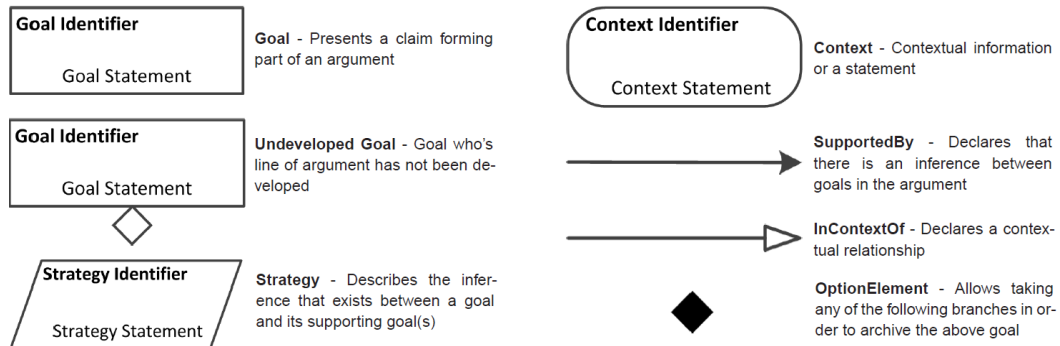 Goal Identifier
Goal Statement
Goal - Presents a claim forming
part of an argument
Goal Identifier
Goal Statement
Undeveloped Goal - Goal who's
line of argument has not been de-
veloped
Strategy Identifier
Strategy Statement
Strategy - Describes the infer-
ence that exists between a goal
and its supporting goal(s)
Context Identifier
Context Statement
Context - Contextual information
or a statement
SupportedBy - Declares that
there is an inference between
goals in the argument
InContextOf - Declares a contex-
tual relationship
OptionElement - Allows taking
any of the following branches in or-
der to archive the above goal